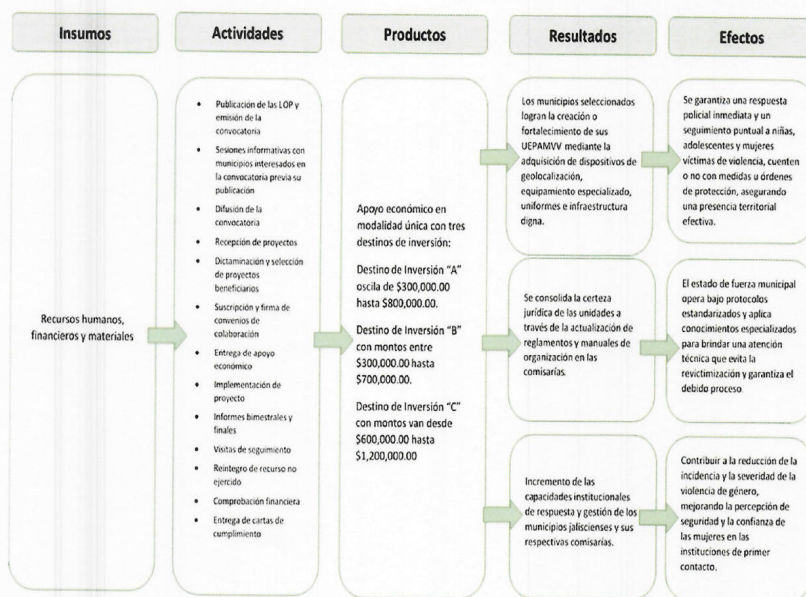 Insumos
Actividades
Productos
Resultados
Efectos
Recursos humanos,
financieros y materiales
• Publicación de las LOP y
emisión de la
convocatoria
• Sesiones informativas con
municipios interesados en
la convocatoria previa su
publicación
• Difusión de la
convocatoria
• Recepción de proyectos
• Dictaminación y selección
de proyectos
beneficiarios
• Suscripción y firma de
convenios de
colaboración
• Entrega de apoyo
económico
• Implementación de
proyecto
• Informes bimestrales y
finales
• Visitas de seguimiento
• Reintegro de recurso no
ejercido
• Comprobación financiera
• Entrega de cartas de
cumplimiento
Apoyo económico en
modalidad única con tres
destinos de inversión:
Destino de Inversión "A"
oscila de $300,000.00
hasta $800,000.00.
Destino de Inversión "B"
con montos entre
$300,000.00 hasta
$700,000.00.
Destino de Inversión "C"
con montos van desde
$600,000.00 hasta
$1,200,000.00
Los municipios seleccionados
logran la creación o
fortalecimiento de sus
UEPAMVV mediante la
adquisición de dispositivos de
geolocalización,
equipamiento especializado,
uniformes e infraestructura
digna.
Se consolida la certeza
jurídica de las unidades a
través de la actualización de
reglamentos y manuales de
organización en las
comisarías.
Incremento de las
capacidades institucionales
de respuesta y gestión de los
municipios jaliscienses y sus
respectivas comisarías.
Se garantiza una respuesta
policial inmediata y un
seguimiento puntual a niñas,
adolescentes y mujeres
víctimas de violencia, cuenten
o no con medidas u órdenes
de protección, asegurando
una presencia territorial
efectiva.
El estado de fuerza municipal
opera bajo protocolos
estandarizados y aplica
conocimientos especializados
para brindar una atención
técnica que evita la
revictimización y garantiza el
debido proceso
Contribuir a la reducción de la
incidencia y la severidad de la
violencia de género,
mejorando la percepción de
seguridad y la confianza de
las mujeres en las
instituciones de primer
contacto.